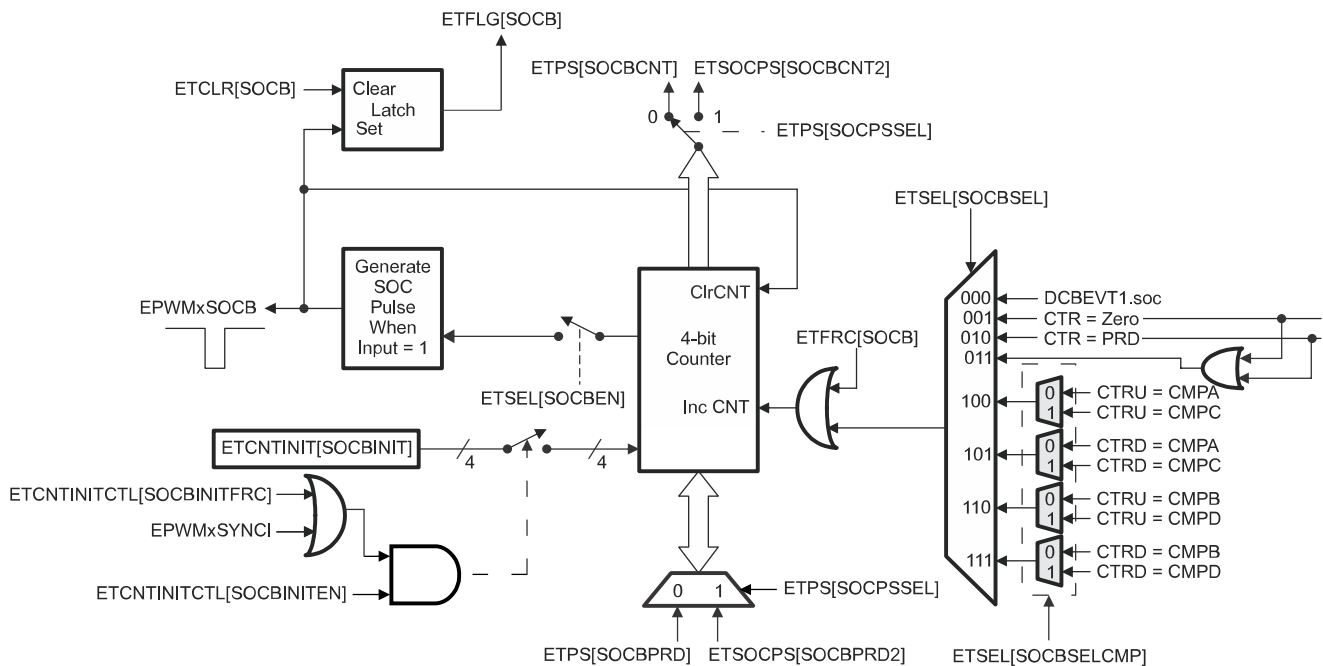 ETFLG[SOCB]
ETCLR[SOCB]
Clear
Latch
Set
ETPS[SOCBCNT]
ETSOCPS[SOCBCNT2]
0
1
ETPS[SOCPSSEL]
ETSEL[SOCBSEL]
Generate
SOC
Pulse
When
Input = 1
EPWMxSOCB
ClrCNT
4-bit
Counter
Inc CNT
ETSEL[SOCBEN]
ETFRC[SOCB]
000
DCBEVT1.soc
001
CTR = Zero
010
CTR = PRD
011
100
0
CTRU = CMPA
1
CTRU = CMPC
101
0
CTRD = CMPA
1
CTRD = CMPC
110
0
CTRU = CMPB
1
CTRU = CMPD
111
0
CTRD = CMPB
1
CTRD = CMPD
ETCNTINIT[SOCBINIT]
4
4
ETCNTINITCTL[SOCBINITFRC]
EPWMxSYNCI
ETCNTINITCTL[SOCBINITEN]
0 1
ETPS[SOCPSSEL]
ETPS[SOCBPRD]
ETSOCPS[SOCBPRD2]
ETSEL[SOCBSELCMP]